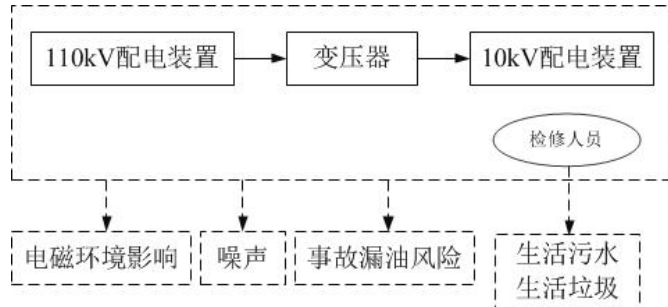 110kV配电装置
变压器
10kV配电装置
检修人员
电磁环境影响
噪声
事故漏油风险
生活污水
生活垃圾